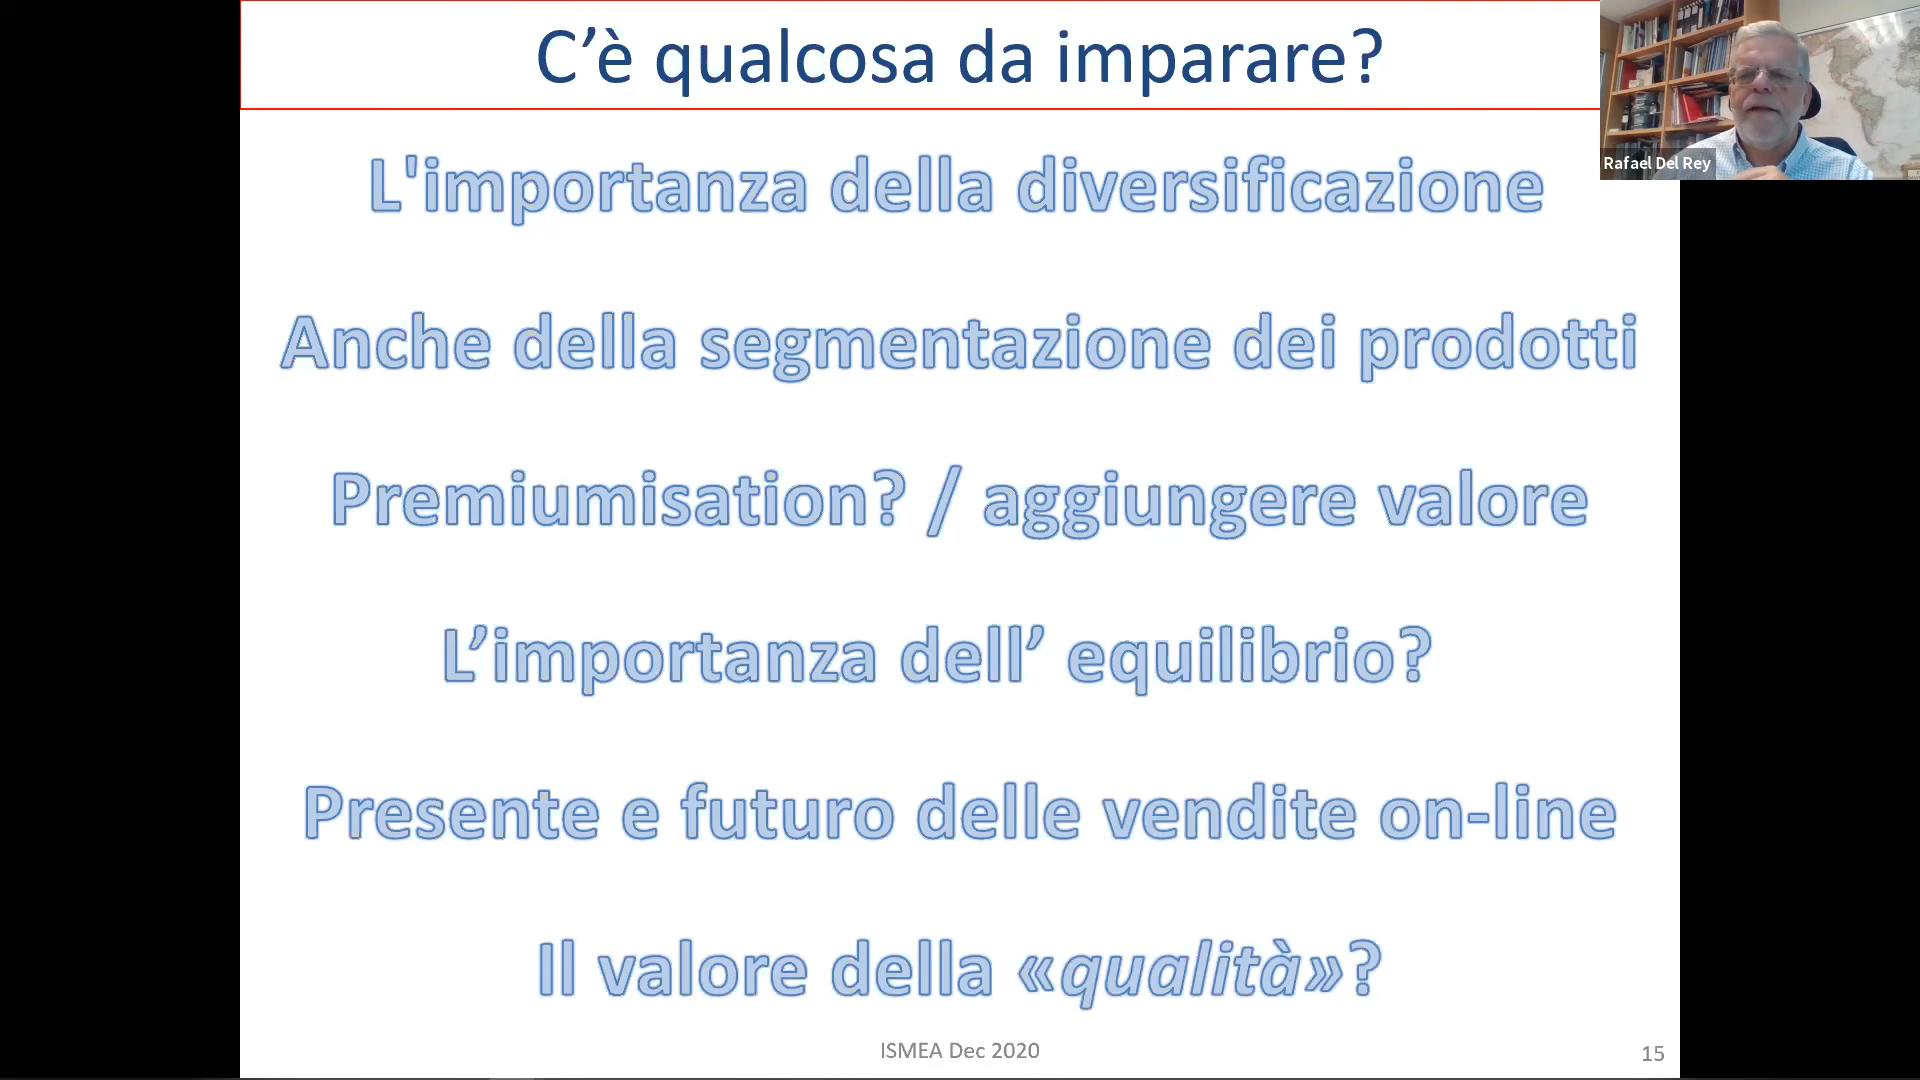 C’è qualcosa da imparare?
Rafael Del Rey
L'importanza della diversificazione
Anche della segmentazione dei prodotti
Premiumisation? / aggiungere valore
L’importanza dell’ equilibrio?
Presente e futuro delle vendite on-line
Il valore della «qualità»?
ISMEA Dec 2020
15